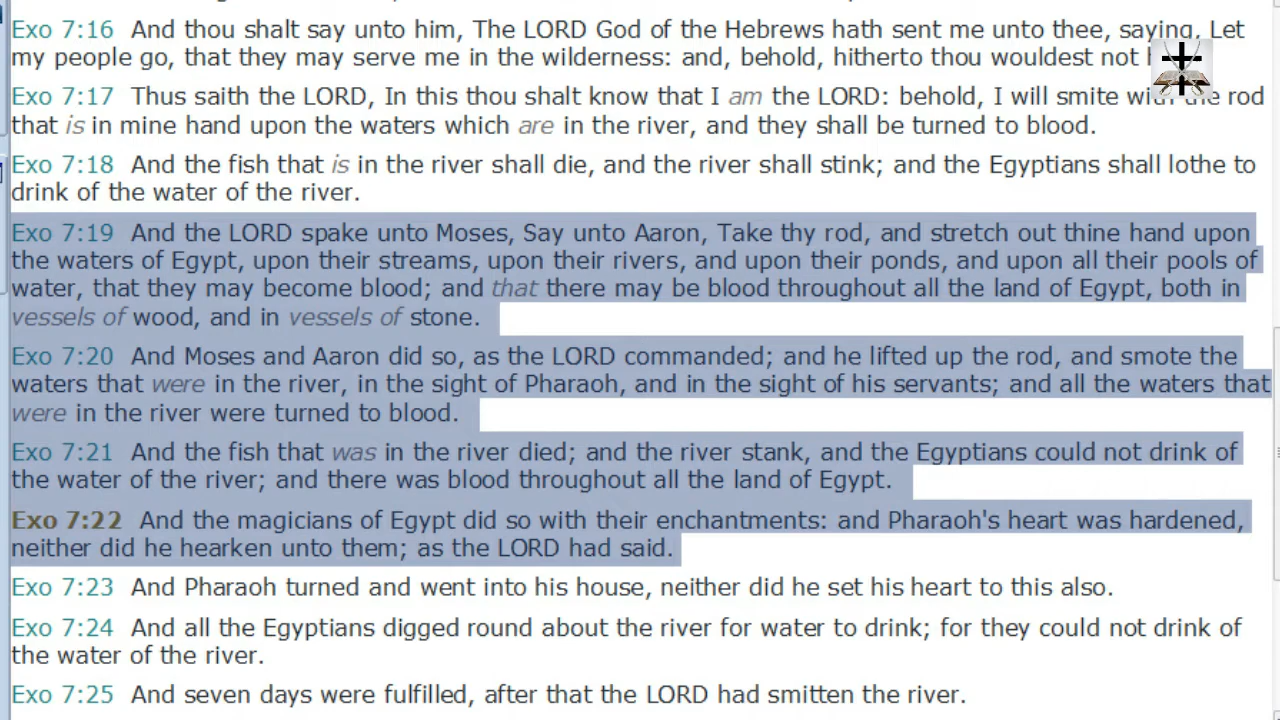 Exo 7:16 And thou shalt say unto him, The LORD God of the Hebrews hath sent me unto thee, saying, Let
my people go, that they may serve me in the wilderness: and, behold, hitherto thou wouldest not
Exo 7:17 Thus saith the LORD, In this thou shalt know that I am the LORD: behold, I will smite with the rod
that is in mine hand upon the waters which are in the river, and they shall be turned to blood.
Exo 7:18 And the fish that is in the river shall die, and the river shall stink; and the Egyptians shall lothe to
drink of the water of the river.
Exo 7:19 And the LORD spake unto Moses, Say unto Aaron, Take thy rod, and stretch out thine hand upon
the waters of Egypt, upon their streams, upon their rivers, and upon their ponds, and upon all their pools of
water, that they may become blood; and that there may be blood throughout all the land of Egypt, both in
vessels of wood, and in vessels of stone.
Exo 7:20 And Moses and Aaron did so, as the LORD commanded; and he lifted up the rod, and smote the
waters that were in the river, in the sight of Pharaoh, and in the sight of his servants; and all the waters that
were in the river were turned to blood.
Exo 7:21 And the fish that was in the river died; and the river stank, and the Egyptians could not drink of
the water of the river; and there was blood throughout all the land of Egypt.
Exo 7:22 And the magicians of Egypt did so with their enchantments: and Pharaoh's heart was hardened,
neither did he hearken unto them; as the LORD had said.
Exo 7:23 And Pharaoh turned and went into his house, neither did he set his heart to this also.
Exo 7:24 And all the Egyptians digged round about the river for water to drink; for they could not drink of
the water of the river.
Exo 7:25 And seven days were fulfilled, after that the LORD had smitten the river.